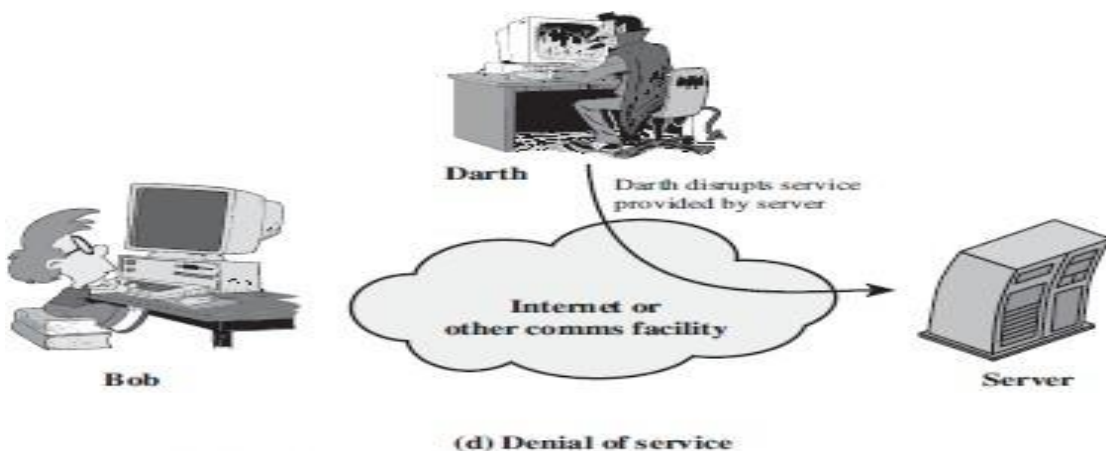 Darth
Darth disrupts service
provided by server
Internet or
other comms facility
Bob
Server
(d) Denial of service